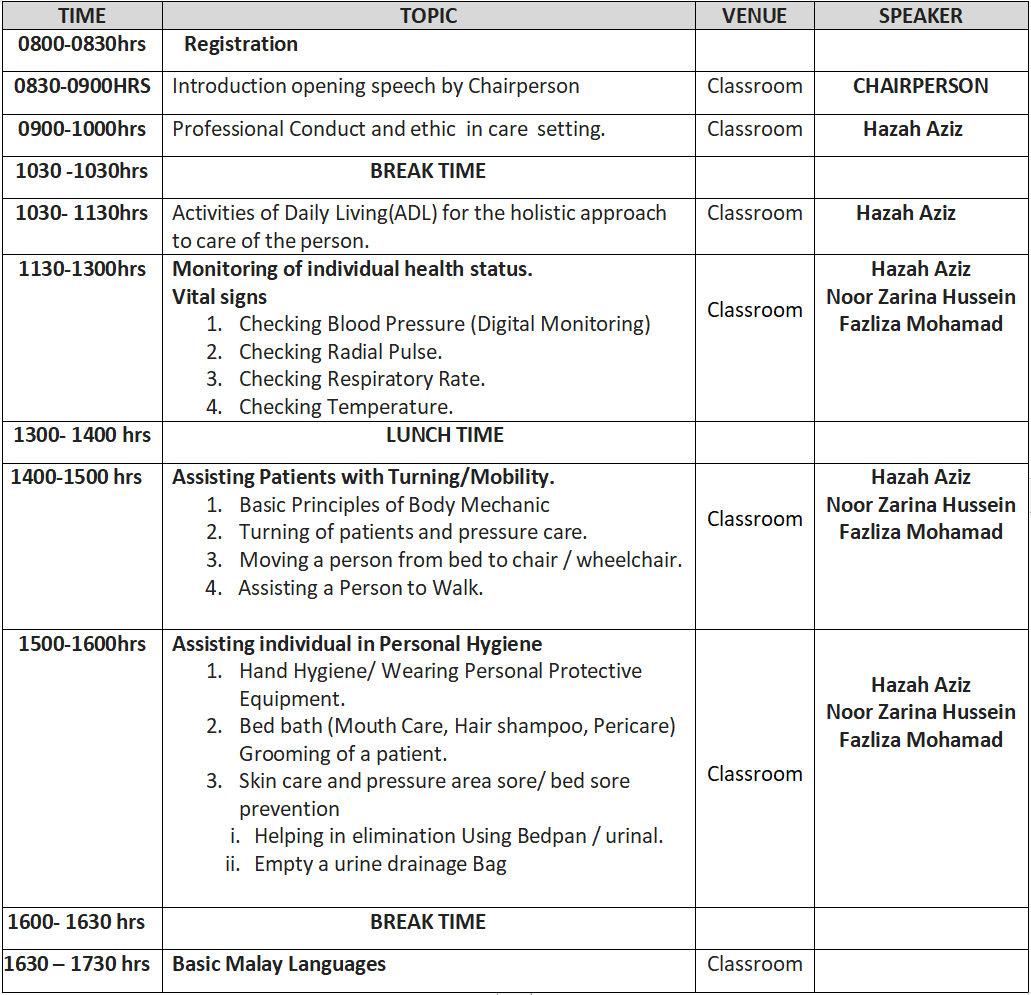 TIME TOPIC VENUE SPEAKER
0800-0830hrs Registration
0830-0900HRS Introduction opening speech by Chairperson Classroom CHAIRPERSON
0900-1000hrs Professional Conduct and ethic in care setting. Classroom Hazah Aziz
1030 -1030hrs BREAK TIME
1030- 1130hrs Activities of Daily Living(ADL) for the holistic approach Classroom Hazah Aziz
to care of the person.
1130-1300hrs Monitoring of individual health status. Hazah Aziz
Vital signs Noor Zarina Hussein
Classroom
1. Checking Blood Pressure (Digital Monitoring) Fazliza Mohamad
2. Checking Radial Pulse.
3. Checking Respiratory Rate.
4. Checking Temperature.
1300- 1400 hrs LUNCH TIME
1400-1500 hrs Assisting Patients with Turning/Mobility. Hazah Aziz
1. Basic Principles of Body Mechanic Noor Zarina Hussein
Classroom
2. Turning of patients and pressure care. Fazliza Mohamad
3. Moving a person from bed to chair / wheelchair.
4. Assisting a Person to Walk.
1500-1600hrs Assisting individual in Personal Hygiene
1. Hand Hygiene/ Wearing Personal Protective
Equipment. Hazah Aziz
2. Bed bath (Mouth Care, Hair shampoo, Pericare) Noor Zarina Hussein
Grooming of a patient. Fazliza Mohamad
3. Skin care and pressure area sore/ bed sore Classroom
prevention
i. Helping in elimination Using Bedpan / urinal.
ii. Empty a urine drainage Bag
1600- 1630 hrs BREAK TIME
1630 – 1730 hrs Basic Malay Languages Classroom